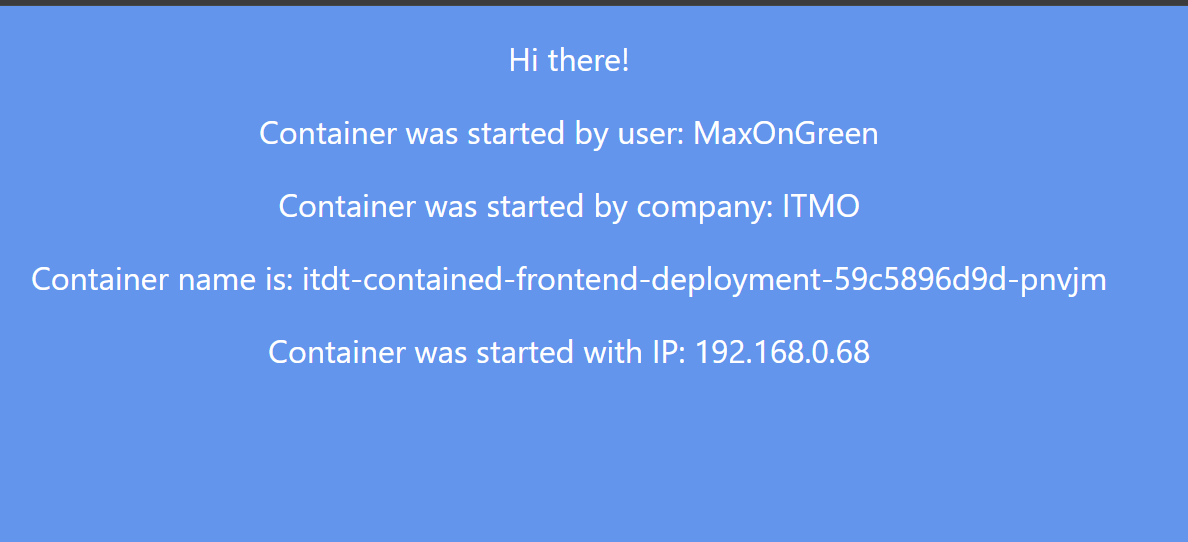 Hi there!
Container was started by user: MaxOnGreen
Container was started by company: ITMO
Container name is: itdt-contained-frontend-deployment-59c5896d9d-pnvjm
Container was started with IP: 192.168.0.68